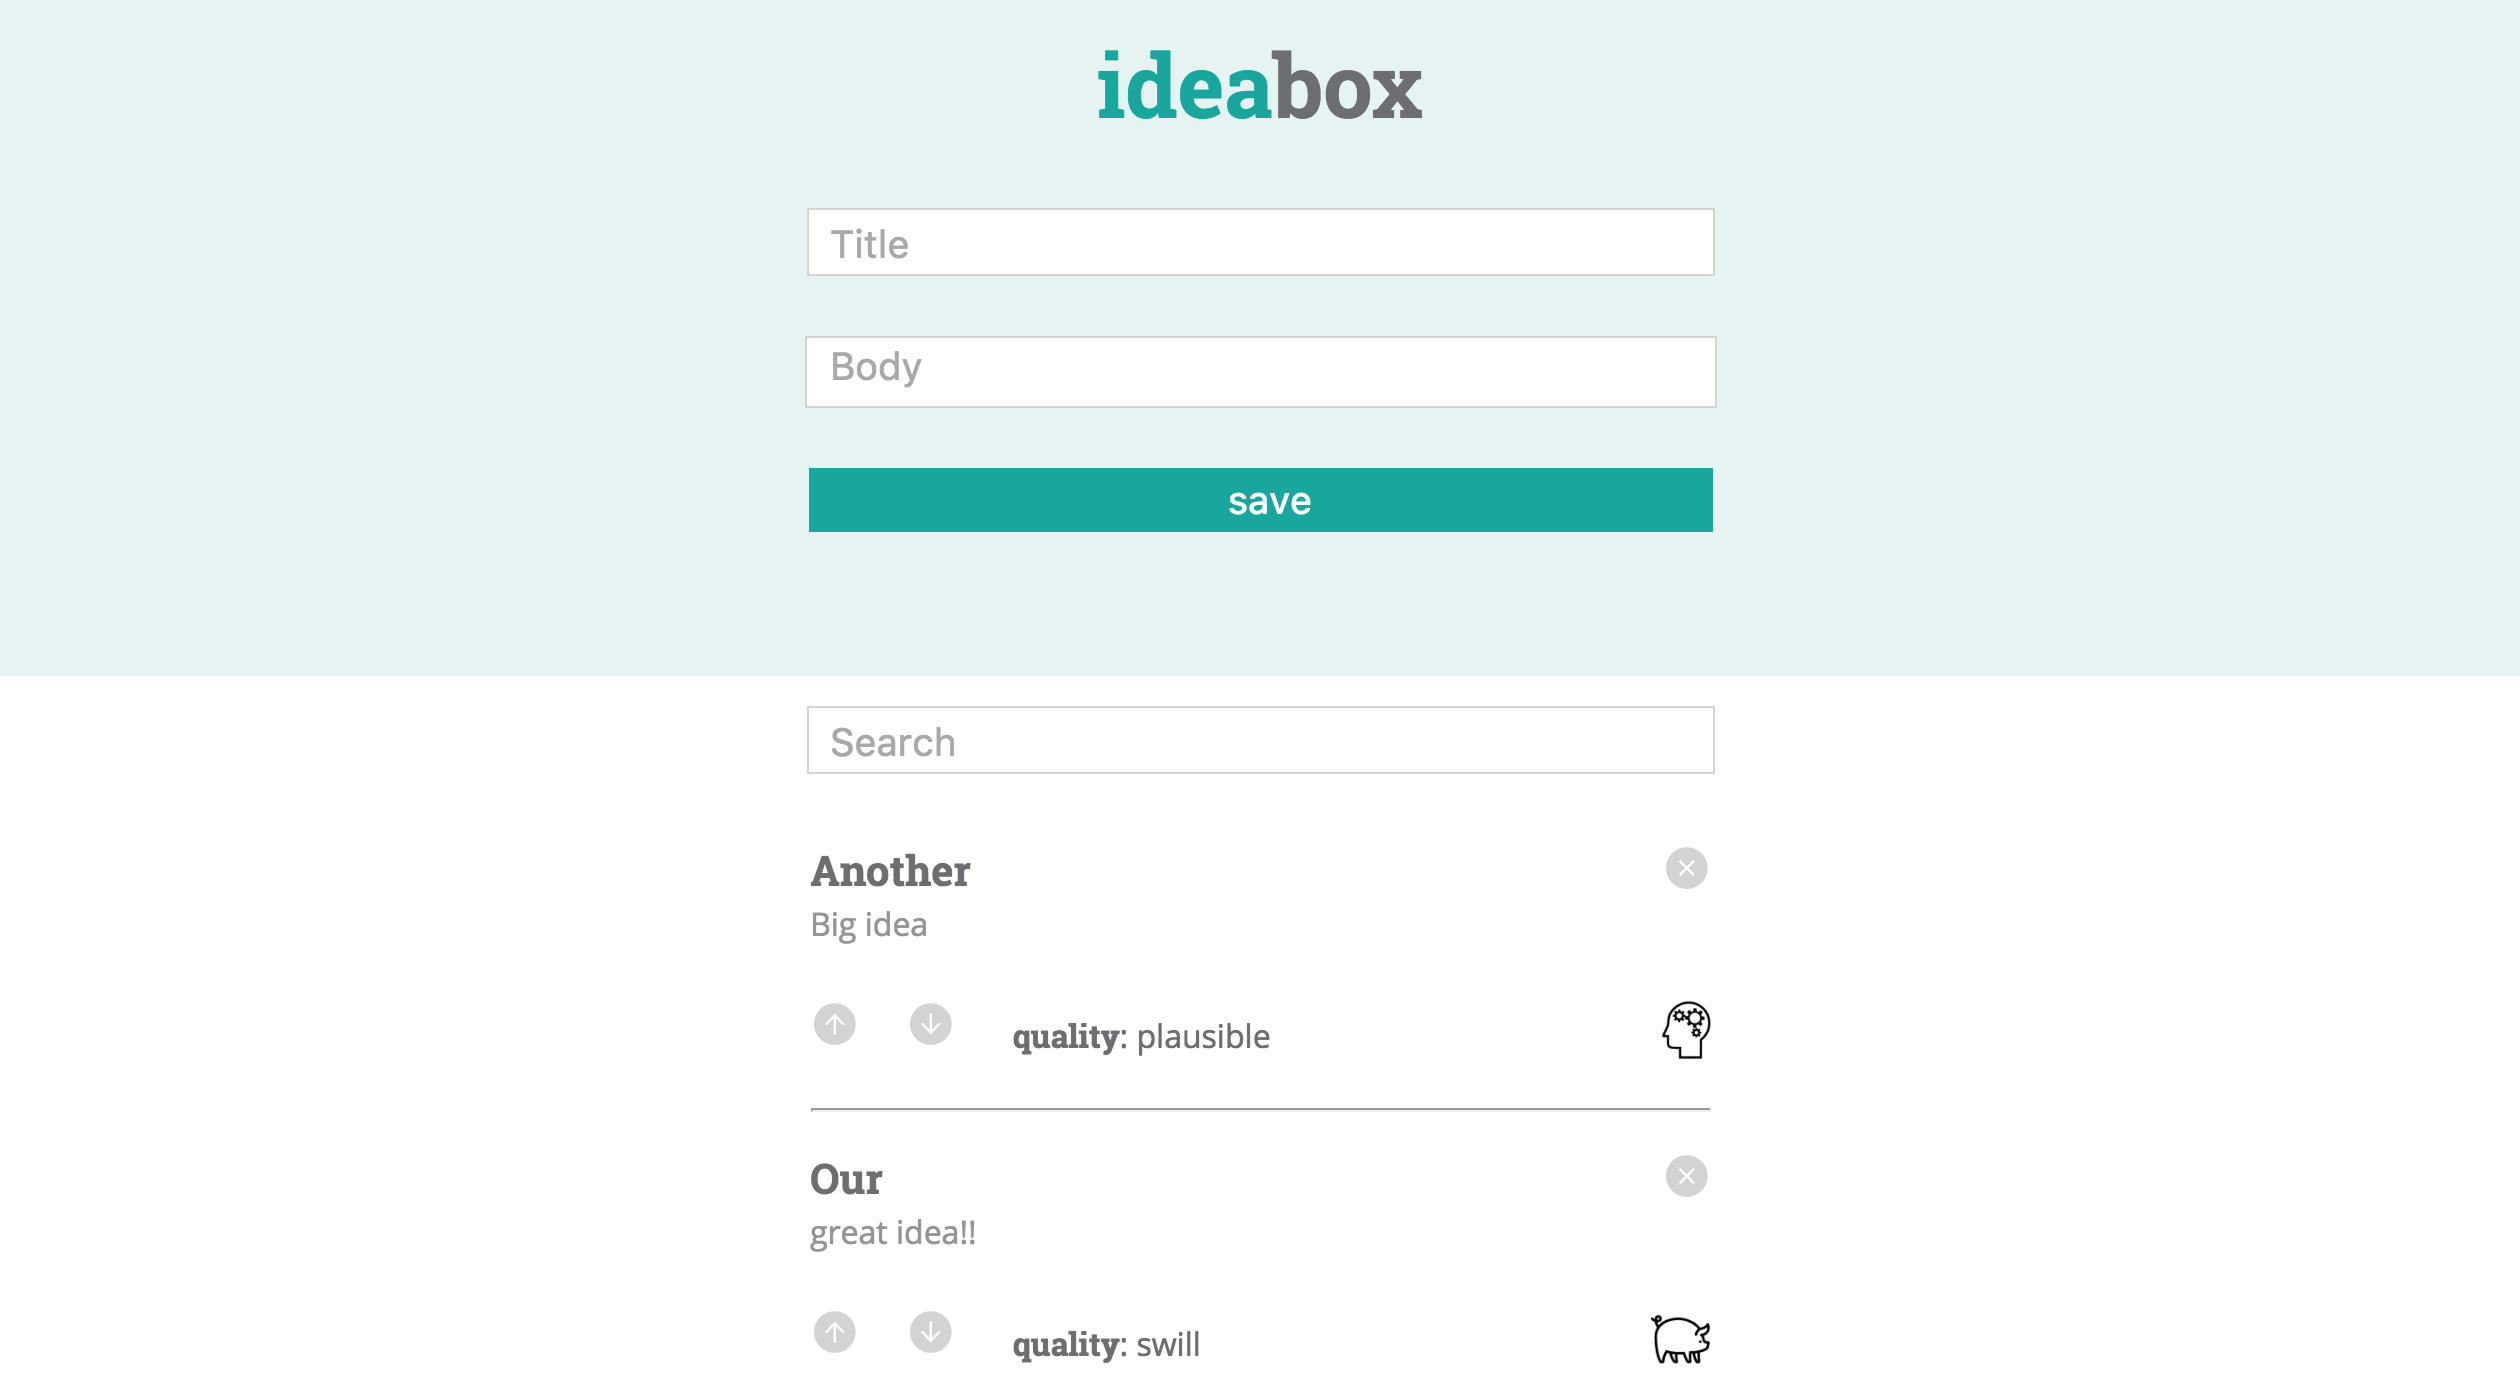 ideabox
Title
Body
save
Search
Another
Big idea
quality: plausible
Our
great idea!!
quality: swill